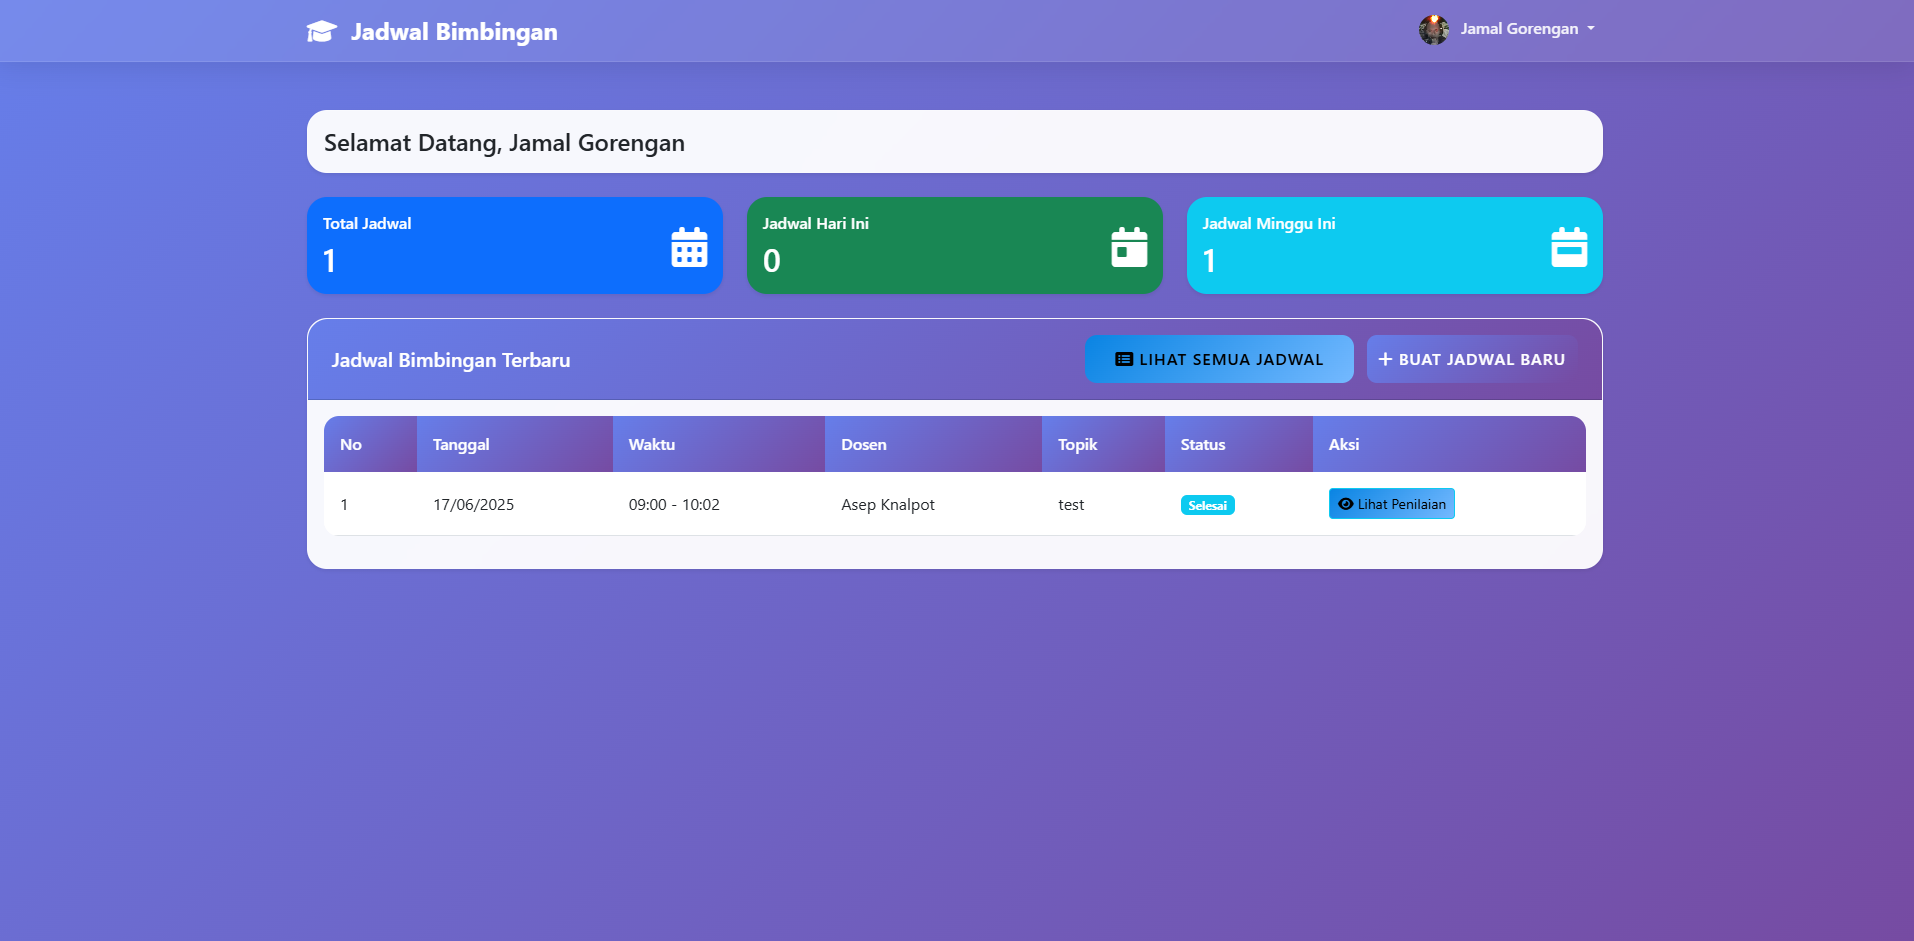 Jadwal Bimbingan
Jamal Gorengan
Selamat Datang, Jamal Gorengan
Total Jadwal
1
Jadwal Hari Ini
0
Jadwal Minggu Ini
1
Jadwal Bimbingan Terbaru
LIHAT SEMUA JADWAL
+ BUAT JADWAL BARU
No Tanggal Waktu Dosen Topik Status Aksi
1 17/06/2025 09:00 - 10:02 Asep Knalpot test Selesai Lihat Penilaian